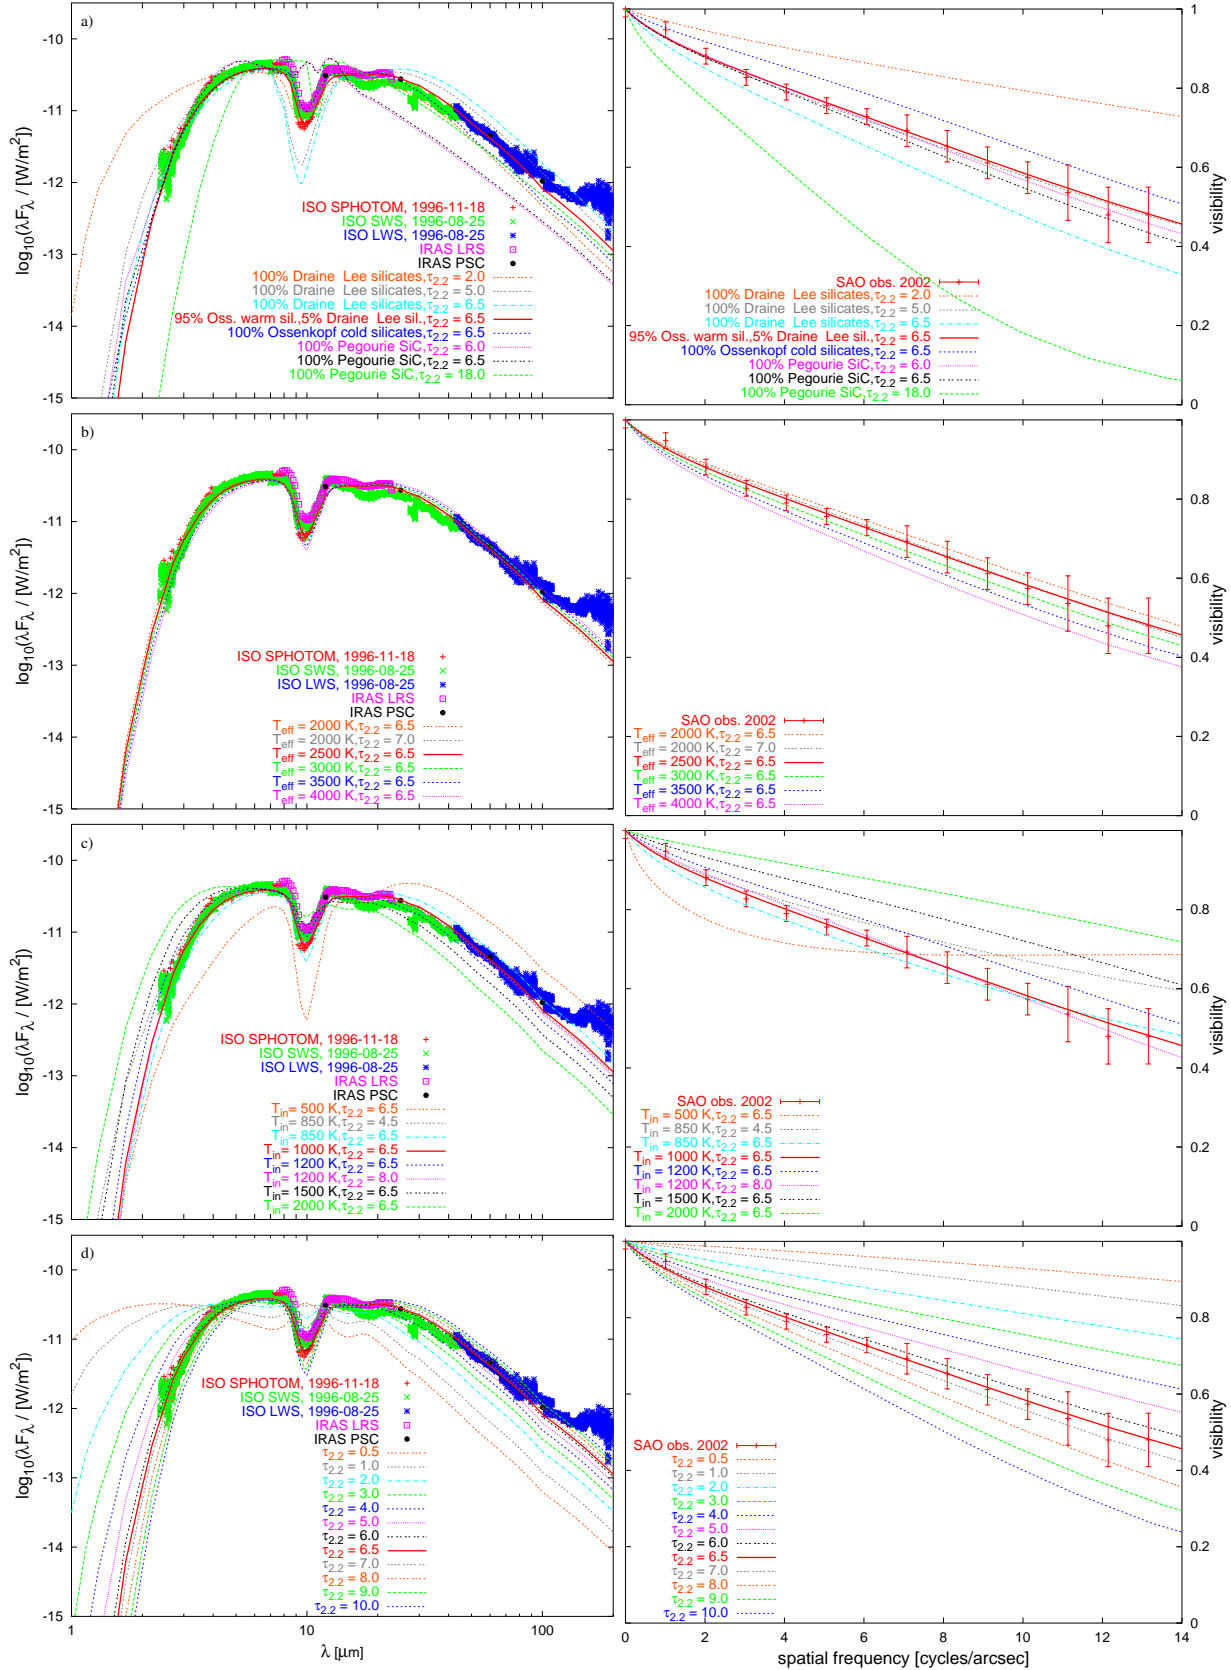 a)
-10
-11
-12
-13
-14
-15
log10(λFλ / [W/m²])
ISO SPHOTOM, 1996-11-18
ISO SWS, 1996-08-25
ISO LWS, 1996-08-25
IRAS LRS
IRAS PSC
100% Draine Lee silicates,τ2.2 = 2.0
100% Draine Lee silicates,τ2.2 = 5.0
100% Draine Lee silicates,τ2.2 = 6.5
95% Oss. warm sil.,5% Draine Lee sil.,τ2.2 = 6.5
100% Ossenkopf cold silicates,τ2.2 = 6.5
100% Pegourie SiC,τ2.2 = 6.0
100% Pegourie SiC,τ2.2 = 6.5
100% Pegourie SiC,τ2.2 = 18.0
1
0.8
0.6
0.4
0.2
0
visibility
SAO obs. 2002
100% Draine Lee silicates,τ2.2 = 2.0
100% Draine Lee silicates,τ2.2 = 5.0
100% Draine Lee silicates,τ2.2 = 6.5
95% Oss. warm sil.,5% Draine Lee sil.,τ2.2 = 6.5
100% Ossenkopf cold silicates,τ2.2 = 6.5
100% Pegourie SiC,τ2.2 = 6.0
100% Pegourie SiC,τ2.2 = 6.5
100% Pegourie SiC,τ2.2 = 18.0
b)
-10
-11
-12
-13
-14
-15
log10(λFλ / [W/m²])
ISO SPHOTOM, 1996-11-18
ISO SWS, 1996-08-25
ISO LWS, 1996-08-25
IRAS LRS
IRAS PSC
Teff = 2000 K,τ2.2 = 6.5
Teff = 2000 K,τ2.2 = 7.0
Teff = 2500 K,τ2.2 = 6.5
Teff = 3000 K,τ2.2 = 6.5
Teff = 3500 K,τ2.2 = 6.5
Teff = 4000 K,τ2.2 = 6.5
0.8
0.6
0.4
0.2
0
visibility
SAO obs. 2002
Teff = 2000 K,τ2.2 = 6.5
Teff = 2000 K,τ2.2 = 7.0
Teff = 2500 K,τ2.2 = 6.5
Teff = 3000 K,τ2.2 = 6.5
Teff = 3500 K,τ2.2 = 6.5
Teff = 4000 K,τ2.2 = 6.5
c)
-10
-11
-12
-13
-14
-15
log10(λFλ / [W/m²])
ISO SPHOTOM, 1996-11-18
ISO SWS, 1996-08-25
ISO LWS, 1996-08-25
IRAS LRS
IRAS PSC
Tin = 500 K,τ2.2 = 6.5
Tin = 850 K,τ2.2 = 4.5
Tin = 850 K,τ2.2 = 6.5
Tin = 1000 K,τ2.2 = 6.5
Tin = 1200 K,τ2.2 = 6.5
Tin = 1200 K,τ2.2 = 8.0
Tin = 1500 K,τ2.2 = 6.5
Tin = 2000 K,τ2.2 = 6.5
0.8
0.6
0.4
0.2
0
visibility
SAO obs. 2002
Tin = 500 K,τ2.2 = 6.5
Tin = 850 K,τ2.2 = 4.5
Tin = 850 K,τ2.2 = 6.5
Tin = 1000 K,τ2.2 = 6.5
Tin = 1200 K,τ2.2 = 6.5
Tin = 1200 K,τ2.2 = 8.0
Tin = 1500 K,τ2.2 = 6.5
Tin = 2000 K,τ2.2 = 6.5
d)
-10
-11
-12
-13
-14
-15
log10(λFλ / [W/m²])
ISO SPHOTOM, 1996-11-18
ISO SWS, 1996-08-25
ISO LWS, 1996-08-25
IRAS LRS
IRAS PSC
τ2.2 = 0.5
τ2.2 = 1.0
τ2.2 = 2.0
τ2.2 = 3.0
τ2.2 = 4.0
τ2.2 = 5.0
τ2.2 = 6.0
τ2.2 = 6.5
τ2.2 = 7.0
τ2.2 = 8.0
τ2.2 = 9.0
τ2.2 = 10.0
1 10 100
λ [μm]
0.8
0.6
0.4
0.2
0
visibility
SAO obs. 2002
τ2.2 = 0.5
τ2.2 = 1.0
τ2.2 = 2.0
τ2.2 = 3.0
τ2.2 = 4.0
τ2.2 = 5.0
τ2.2 = 6.0
τ2.2 = 6.5
τ2.2 = 7.0
τ2.2 = 8.0
τ2.2 = 9.0
τ2.2 = 10.0
0 2 4 6 8 10 12 14
spatial frequency [cycles/arcsec]